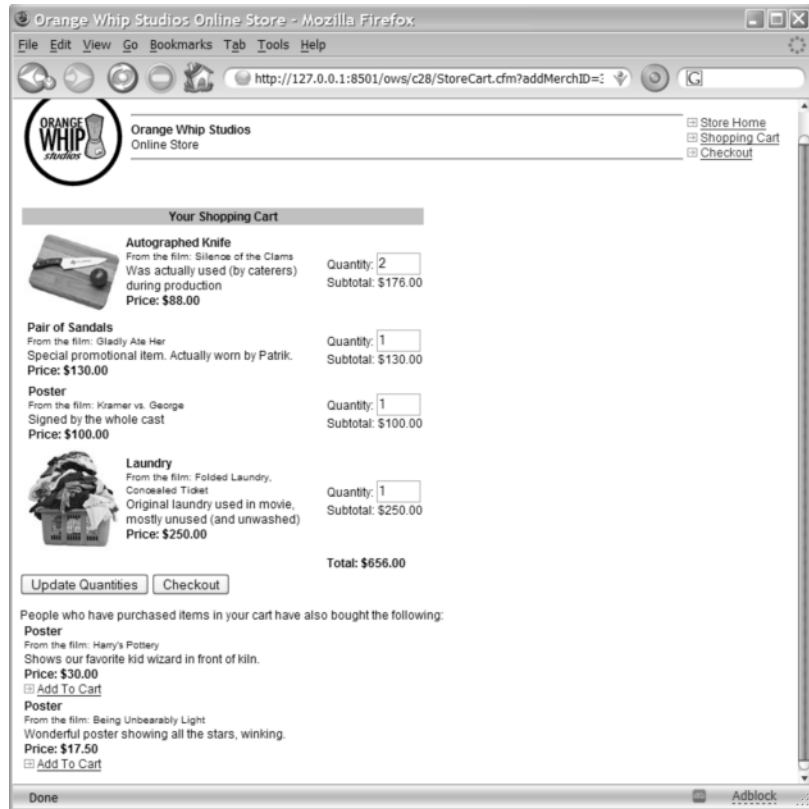 Orange Whip Studios Online Store - Mozilla Firefox
File Edit View Go Bookmarks Tab Tools Help
http://127.0.0.1:8501/ows/c28/StoreCart.cfm?addMerchID=3
G
ORANGE
WHIP
studios
Orange Whip Studios
Online Store
Store Home
Shopping Cart
Checkout
Your Shopping Cart
Autographed Knife
From the film: Silence of the Clams
Was actually used (by caterers)
during production
Price: $88.00
Quantity: 2
Subtotal: $176.00
Pair of Sandals
From the film: Gladly Ate Her
Special promotional item. Actually worn by Patrik.
Price: $130.00
Quantity: 1
Subtotal: $130.00
Poster
From the film: Kramer vs. George
Signed by the whole cast
Price: $100.00
Quantity: 1
Subtotal: $100.00
Laundry
From the film: Folded Laundry,
Concealed Ticket
Original laundry used in movie,
mostly unused (and unwashed)
Price: $250.00
Quantity: 1
Subtotal: $250.00
Total: $656.00
Update Quantities Checkout
People who have purchased items in your cart have also bought the following:
Poster
From the film: Harry's Pottery
Shows our favorite kid wizard in front of kiln.
Price: $30.00
Add To Cart
Poster
From the film: Being Unbearably Light
Wonderful poster showing all the stars, winking.
Price: $17.50
Add To Cart
Done
Adblock